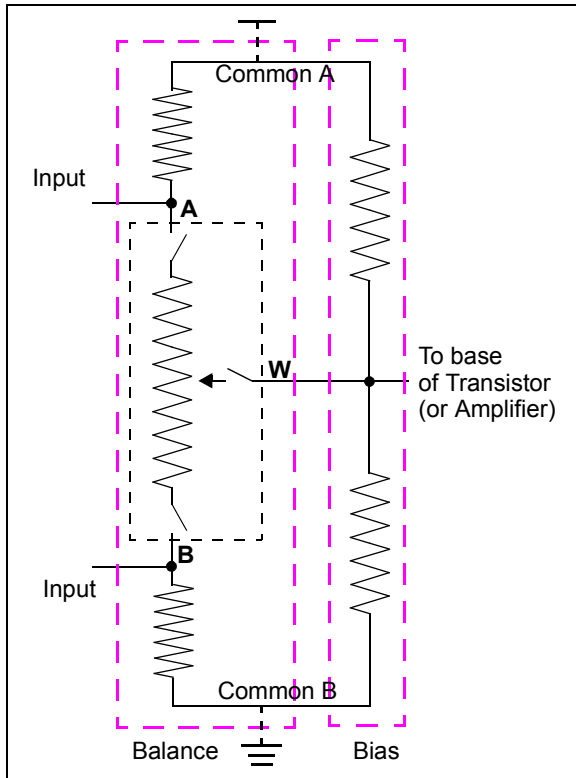 Common A
Input
A
W
To base
of Transistor
(or Amplifier)
B
Input
Common B
Balance
Bias